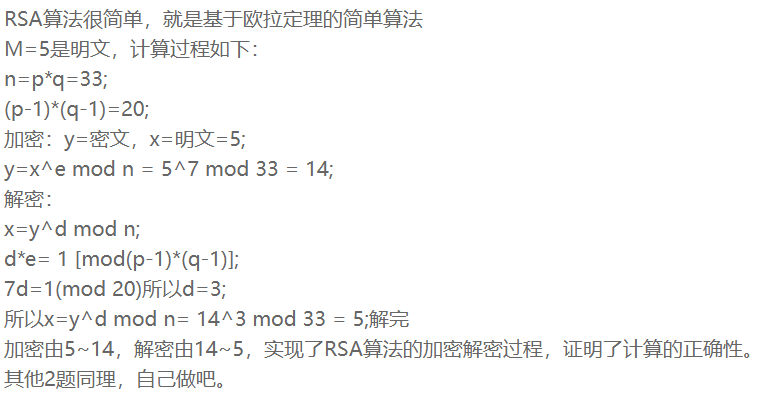 RSA算法很简单，就是基于欧拉定理的简单算法
M=5是明文，计算过程如下：
n=p*q=33;
(p-1)*(q-1)=20;
加密：y=密文，x=明文=5;
y=x^e mod n = 5^7 mod 33 = 14;
解密：
x=y^d mod n;
d*e= 1 [mod(p-1)*(q-1)];
7d=1(mod 20)所以d=3;
所以x=y^d mod n= 14^3 mod 33 = 5;解完
加密由5~14，解密由14~5，实现了RSA算法的加密解密过程，证明了计算的正确性。
其他2题同理，自己做吧。